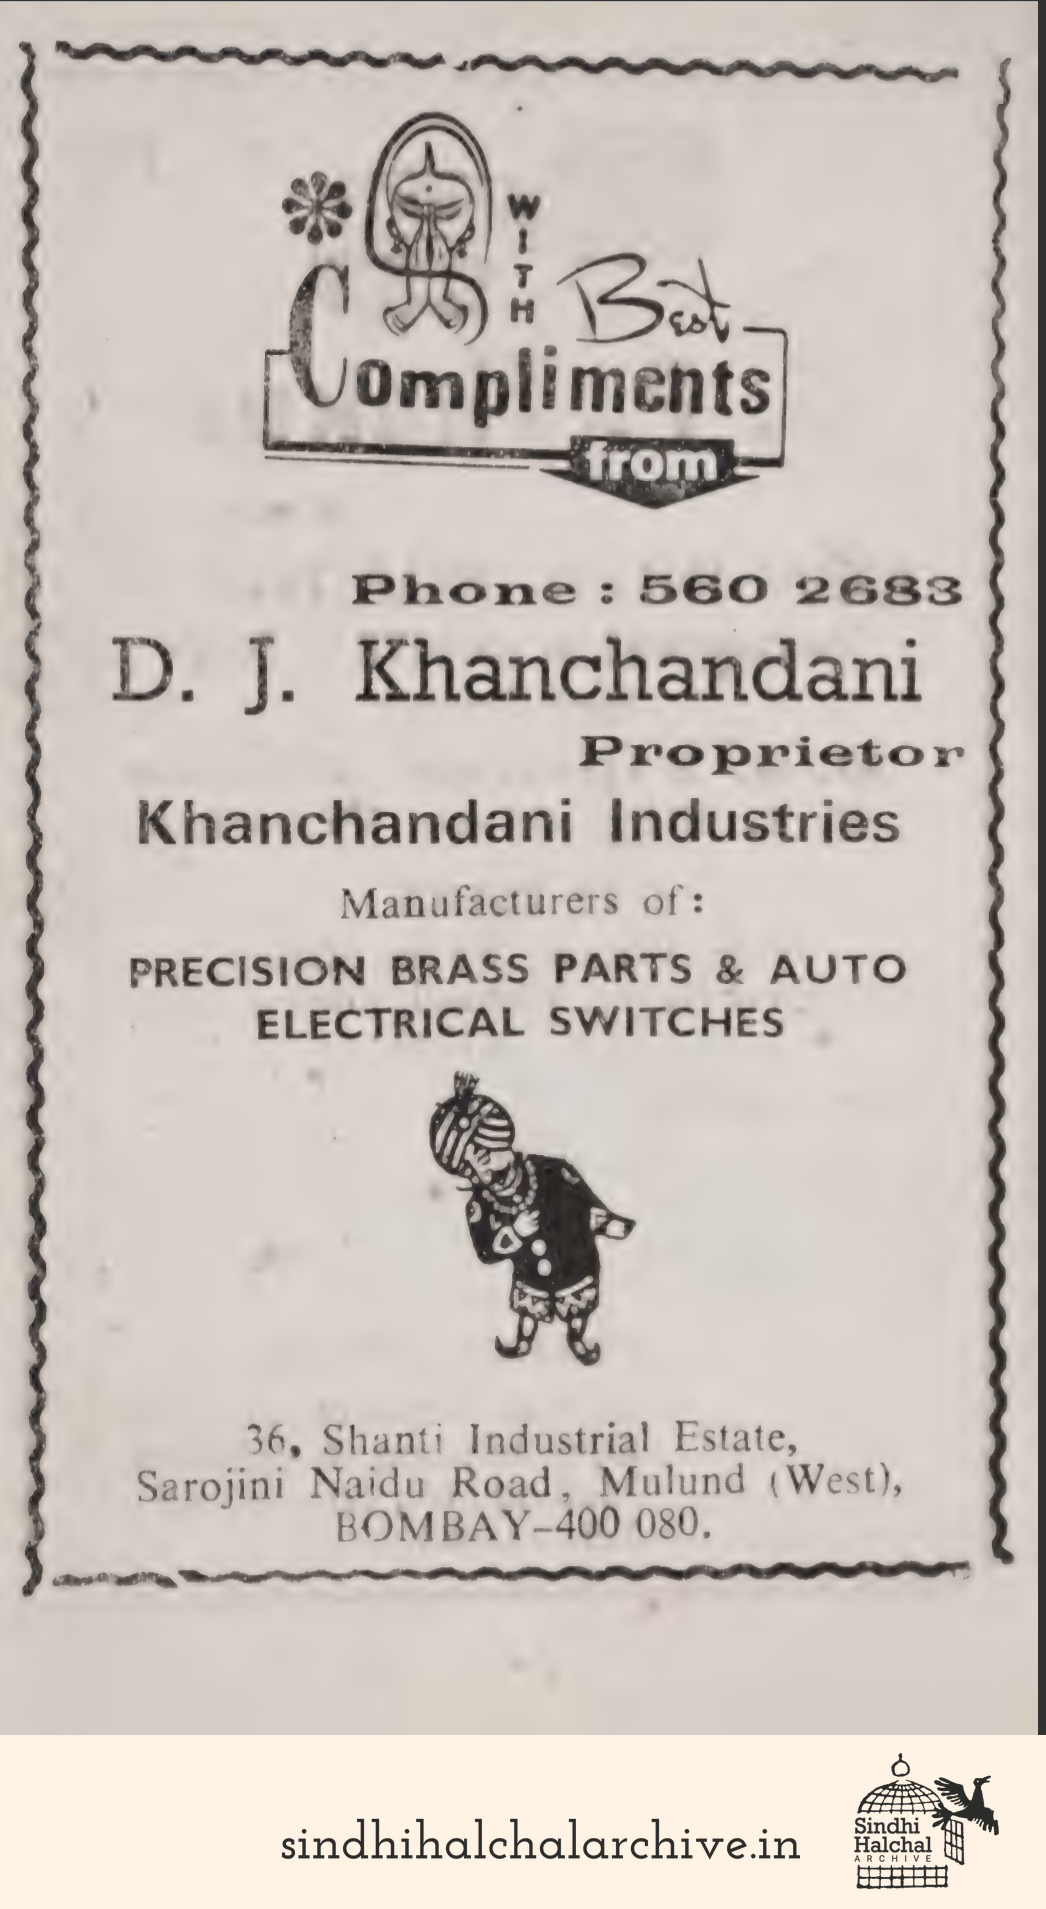 WITH Best
Compliments
from
Phone : 560 2683
D. J. Khanchandani
Proprietor
Khanchandani Industries
Manufacturers of :
PRECISION BRASS PARTS & AUTO
ELECTRICAL SWITCHES
36, Shanti Industrial Estate,
Sarojini Naidu Road, Mulund (West),
BOMBAY-400 080.
sindhihalchalarchive.in
Sindhi
Halchal
ARCHIVE